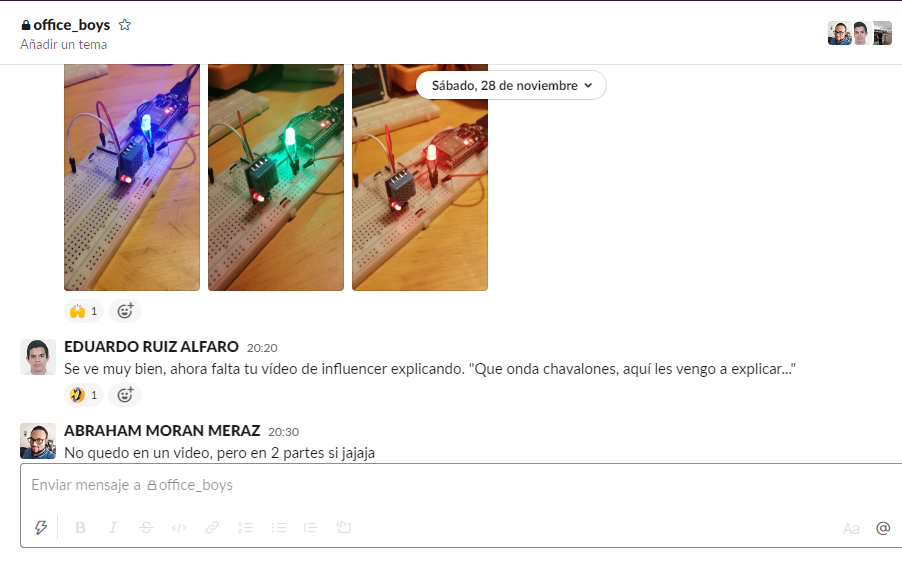 office_boys
Añadir un tema
Sábado, 28 de noviembre
1
EDUARDO RUIZ ALFARO 20:20
Se ve muy bien, ahora falta tu vídeo de influencer explicando. "Que onda chavalones, aquí les vengo a explicar..."
1
ABRAHAM MORAN MERAZ 20:30
No quedo en un video, pero en 2 partes si jajaja
Enviar mensaje a office_boys
B I S </> Aa @